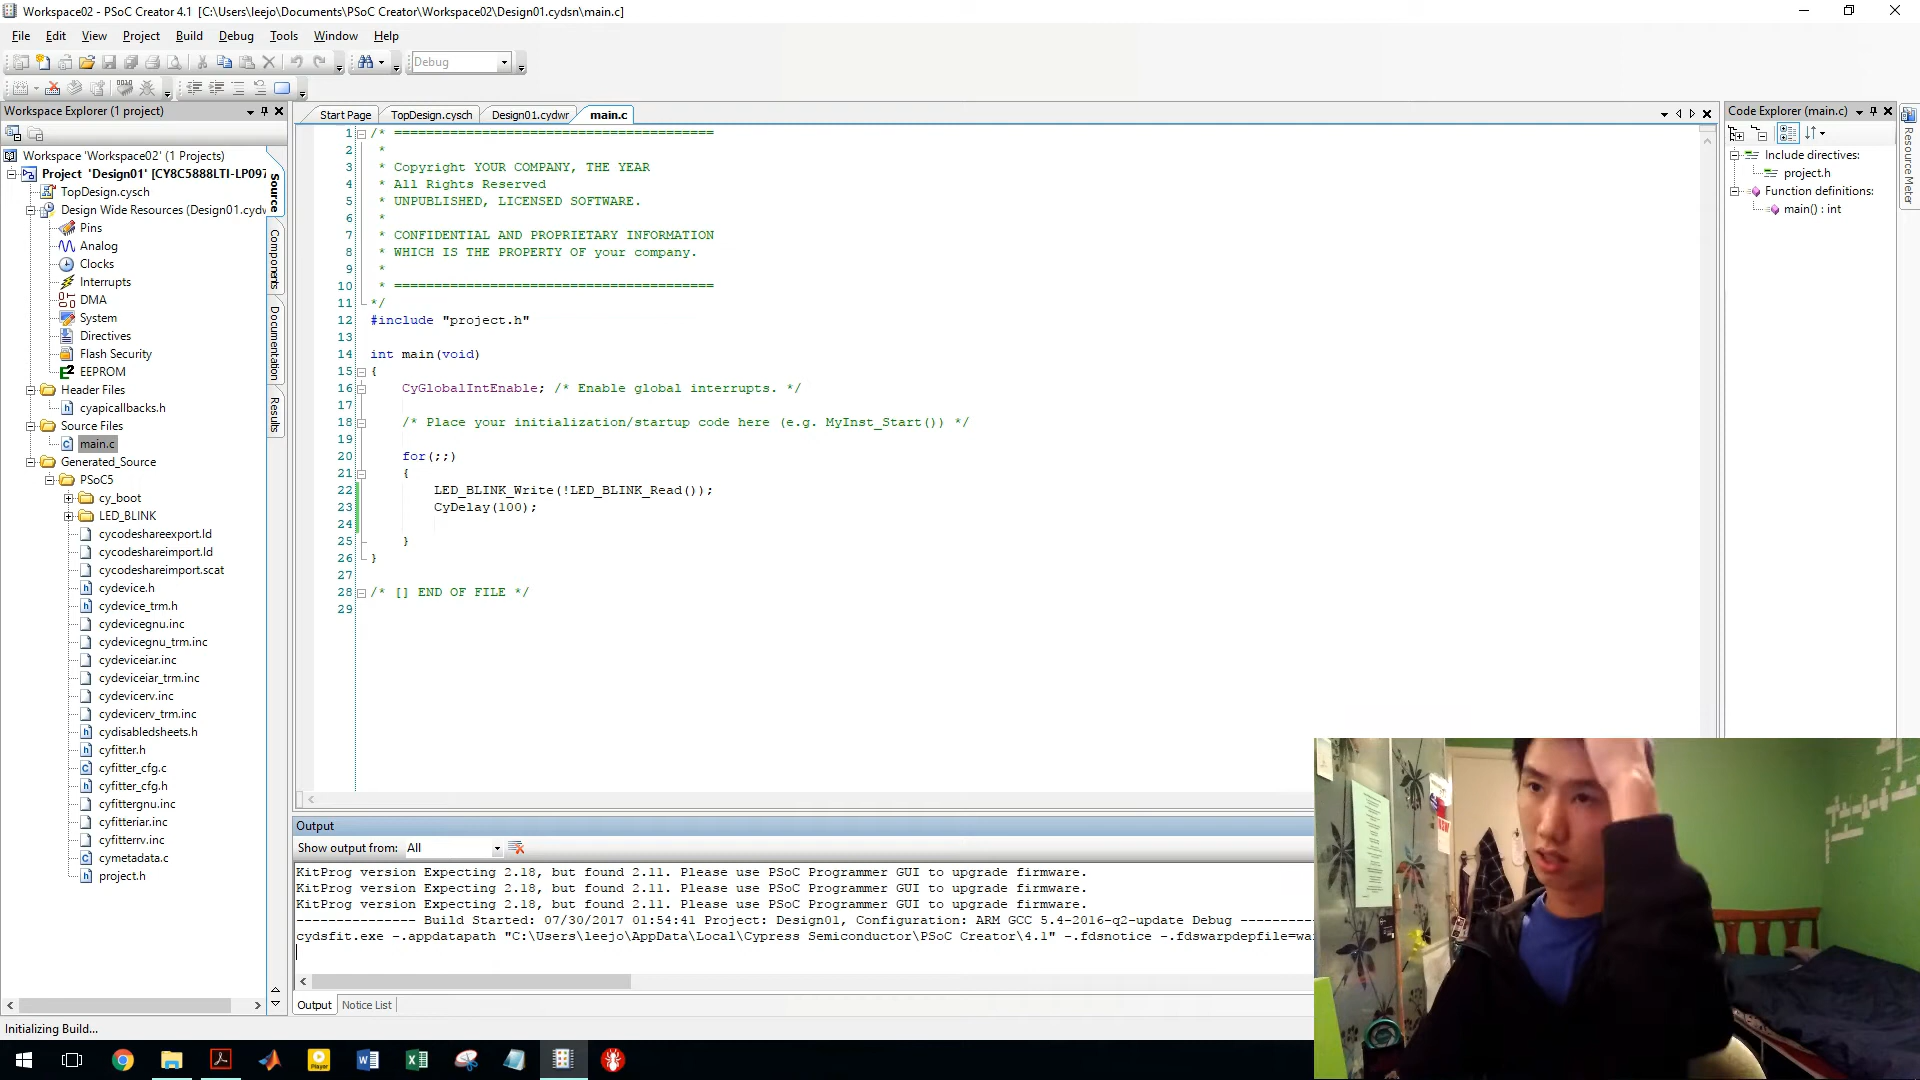 Workspace02 - PSoC Creator 4.1 [C:\Users\leejo\Documents\PSoC Creator\Workspace02\Design01.cydsn\main.c]
File Edit View Project Build Debug Tools Window Help
Debug
Workspace Explorer (1 project)
Workspace 'Workspace02' (1 Projects)
Project 'Design01' [CY8C5888LTI-LP097
TopDesign.cysch
Design Wide Resources (Design01.cydw
Pins
Analog
Clocks
Interrupts
DMA
System
Directives
Flash Security
EEPROM
Header Files
cyapicallbacks.h
Source Files
main.c
Generated_Source
PSoC5
cy_boot
LED_BLINK
cycodeshareexport.ld
cycodeshareimport.ld
cycodeshareimport.scat
cydevice.h
cydevice_trm.h
cydevicegnu.inc
cydevicegnu_trm.inc
cydeviceiar.inc
cydeviceiar_trm.inc
cydevicerv.inc
cydevicerv_trm.inc
cydisabledsheets.h
cyfitter.h
cyfitter_cfg.c
cyfitter_cfg.h
cyfittergnu.inc
cyfitteriar.inc
cyfitterrv.inc
cymetadata.c
project.h
Source
Components
Documentation
Results
Start Page TopDesign.cysch Design01.cydwr main.c
1 /* ========================================
2 *
3 * Copyright YOUR COMPANY, THE YEAR
4 * All Rights Reserved
5 * UNPUBLISHED, LICENSED SOFTWARE.
6 *
7 * CONFIDENTIAL AND PROPRIETARY INFORMATION
8 * WHICH IS THE PROPERTY OF your company.
9 *
10 * ========================================
11 */
12 #include "project.h"
13
14 int main(void)
15 {
16 CyGlobalIntEnable; /* Enable global interrupts. */
17
18 /* Place your initialization/startup code here (e.g. MyInst_Start()) */
19
20 for(;;)
21 {
22 LED_BLINK_Write(!LED_BLINK_Read());
23 CyDelay(100);
24
25 }
26 }
27
28 /* [] END OF FILE */
29
Code Explorer (main.c)
Include directives:
project.h
Function definitions:
main() : int
Resource Meter
Output
Show output from: All
KitProg version Expecting 2.18, but found 2.11. Please use PSoC Programmer GUI to upgrade firmware.
KitProg version Expecting 2.18, but found 2.11. Please use PSoC Programmer GUI to upgrade firmware.
KitProg version Expecting 2.18, but found 2.11. Please use PSoC Programmer GUI to upgrade firmware.
--------------- Build Started: 07/30/2017 01:54:41 Project: Design01, Configuration: ARM GCC 5.4-2016-q2-update Debug ---------
cydsfit.exe -.appdatapath "C:\Users\leejo\AppData\Local\Cypress Semiconductor\PSoC Creator\4.1" -.fdsnotice -.fdswarpdepfile=wa
Output Notice List
Initializing Build...
Player